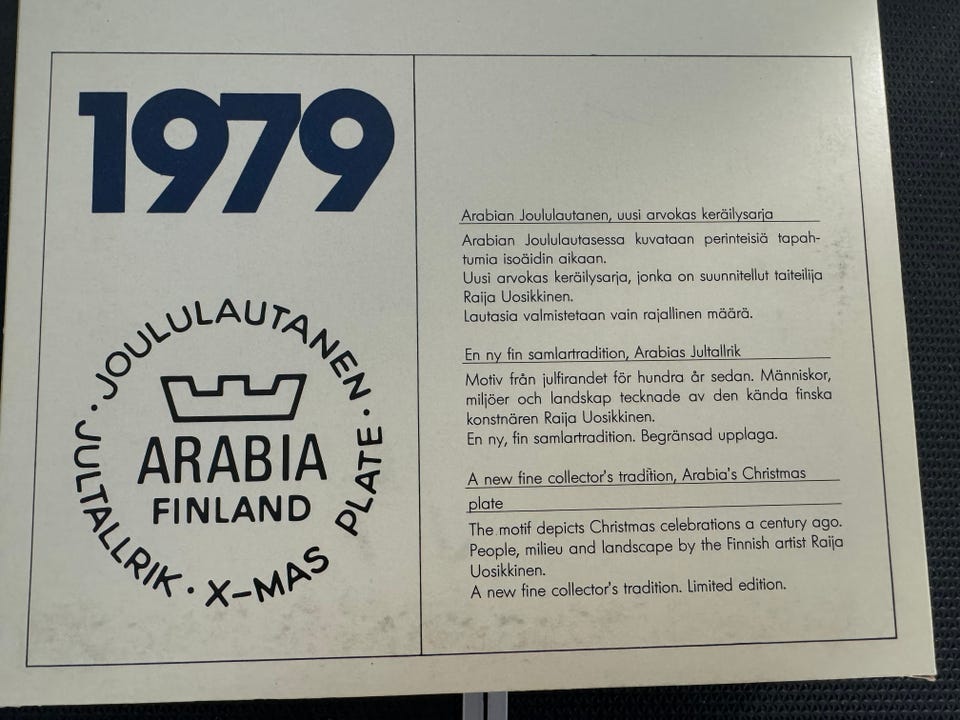 1979
JOULULAUTANEN · JULTALLRIK · X-MAS PLATE ·
ARABIA
FINLAND
Arabian Joululautanen, uusi arvokas keräilysarja
Arabian Joululautasessa kuvataan perinteisiä tapah-
tumia isoäidin aikaan.
Uusi arvokas keräilysarja, jonka on suunnitellut taiteilija
Raija Uosikkinen.
Lautasia valmistetaan vain rajallinen määrä.
En ny fin samlartradition, Arabias Jultallrik
Motiv från julfirandet för hundra år sedan. Människor,
miljöer och landskap tecknade av den kända finska
konstnären Raija Uosikkinen.
En ny, fin samlartradition. Begränsad upplaga.
A new fine collector's tradition, Arabia's Christmas
plate
The motif depicts Christmas celebrations a century ago.
People, milieu and landscape by the Finnish artist Raija
Uosikkinen.
A new fine collector's tradition. Limited edition.